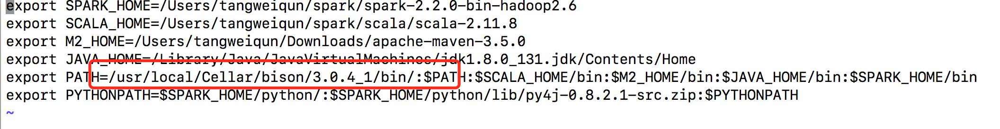 export SPARK_HOME=/Users/tangweiqun/spark/spark-2.2.0-bin-hadoop2.6
export SCALA_HOME=/Users/tangweiqun/spark/scala/scala-2.11.8
export M2_HOME=/Users/tangweiqun/Downloads/apache-maven-3.5.0
export JAVA_HOME=/Library/Java/JavaVirtualMachines/jdk1.8.0_131.jdk/Contents/Home
export PATH=/usr/local/Cellar/bison/3.0.4_1/bin/:$PATH:$SCALA_HOME/bin:$M2_HOME/bin:$JAVA_HOME/bin:$SPARK_HOME/bin
export PYTHONPATH=$SPARK_HOME/python/:$SPARK_HOME/python/lib/py4j-0.8.2.1-src.zip:$PYTHONPATH
~